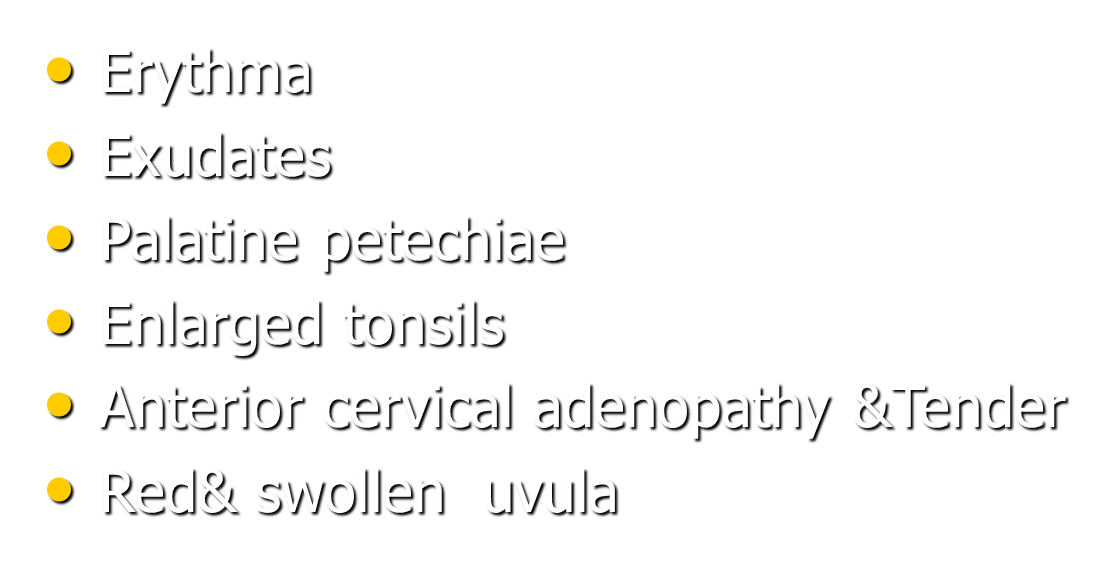 • Erythma
• Exudates
• Palatine petechiae
• Enlarged tonsils
• Anterior cervical adenopathy &Tender
• Red& swollen  uvula